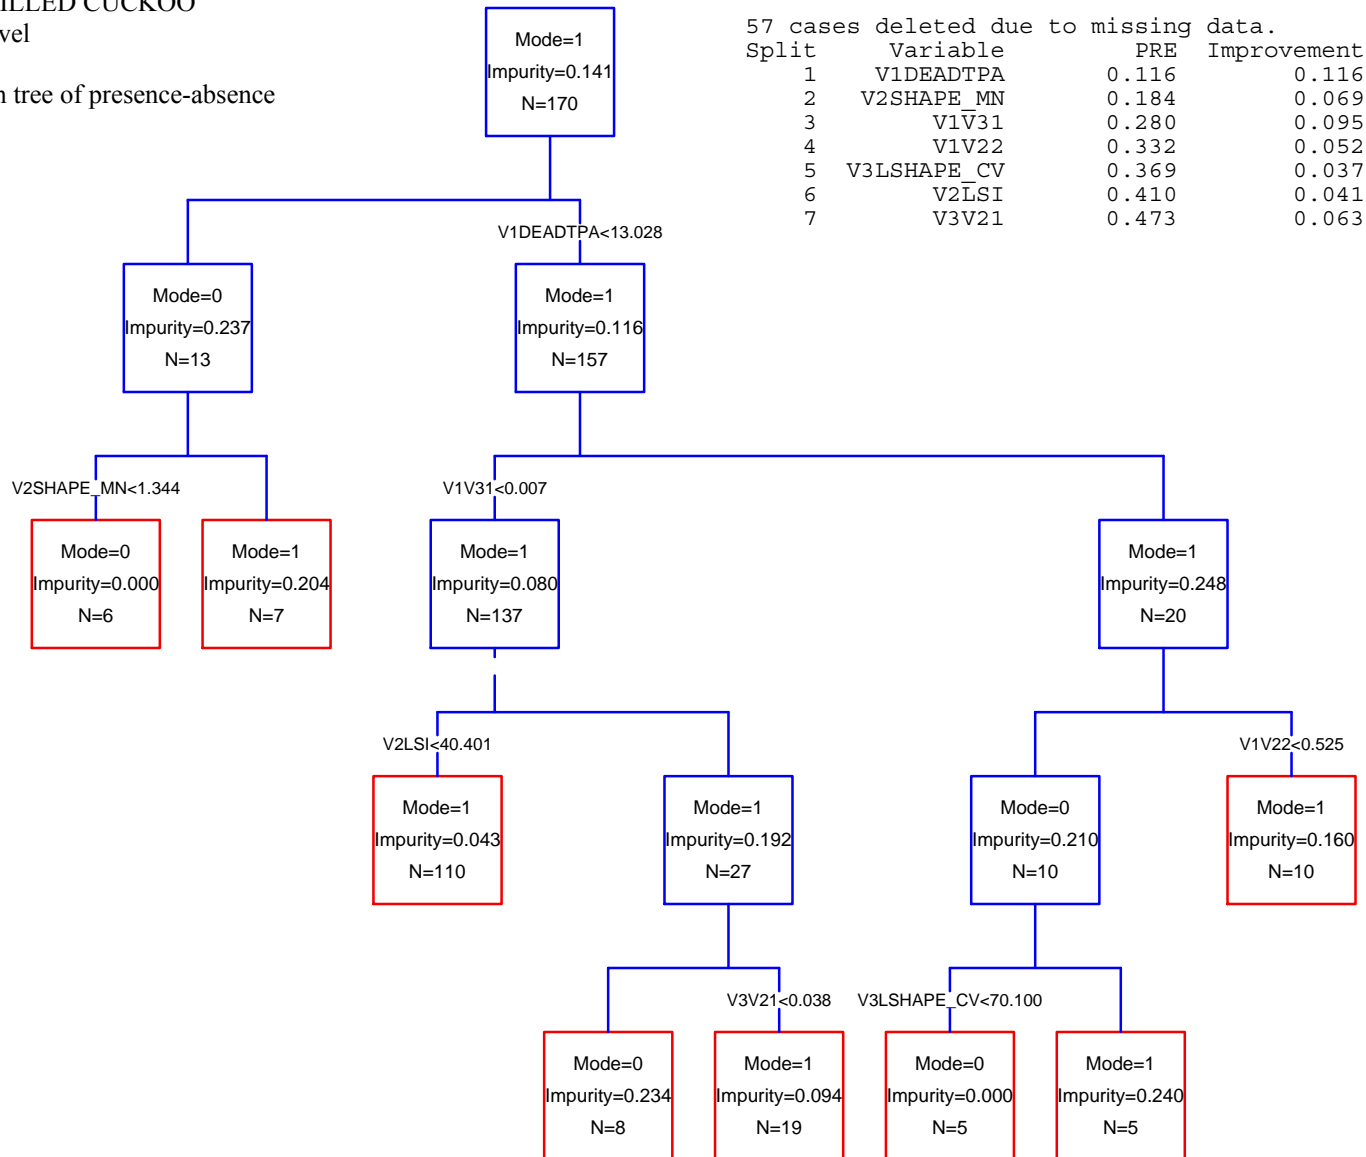 CUCKOO
tree of presence-absence
57 cases deleted due to missing data.
Split Variable PRE Improvement
1 V1DEADTPA 0.116 0.116
2 V2SHAPE_MN 0.184 0.069
3 V1V31 0.280 0.095
4 V1V22 0.332 0.052
5 V3LSHAPE_CV 0.369 0.037
6 V2LSI 0.410 0.041
7 V3V21 0.473 0.063
Mode=1
Impurity=0.141
N=170
V1DEADTPA<13.028
Mode=0
Impurity=0.237
N=13
Mode=1
Impurity=0.116
N=157
V2SHAPE_MN<1.344
V1V31<0.007
Mode=0
Impurity=0.000
N=6
Mode=1
Impurity=0.204
N=7
Mode=1
Impurity=0.080
N=137
Mode=1
Impurity=0.248
N=20
V2LSI<40.401
V1V22<0.525
Mode=1
Impurity=0.043
N=110
Mode=1
Impurity=0.192
N=27
Mode=0
Impurity=0.210
N=10
Mode=1
Impurity=0.160
N=10
V3V21<0.038
V3LSHAPE_CV<70.100
Mode=0
Impurity=0.234
N=8
Mode=1
Impurity=0.094
N=19
Mode=0
Impurity=0.000
N=5
Mode=1
Impurity=0.240
N=5